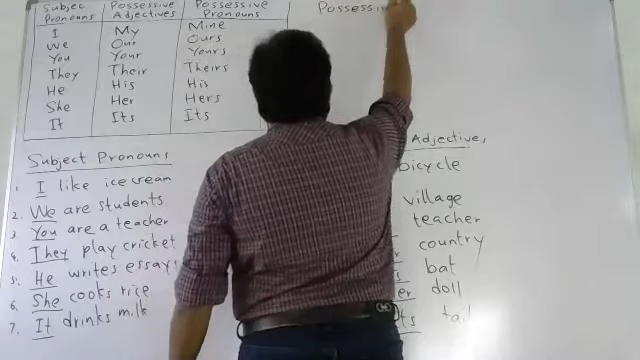 Subject Possessive Possessive
Pronouns Adjectives Pronouns
I My Mine
We Our Ours
You Your Yours
They Their Theirs
He His His
She Her Hers
It Its Its
Subject Pronouns
1. I like icecream
2. We are students
3 You are a teacher
4. They play cricket
5. He writes essay
6. She cooks rice
7. It drinks milk
Possessi
Adjective,
bicycle
village
teacher
country
bat
doll
tail